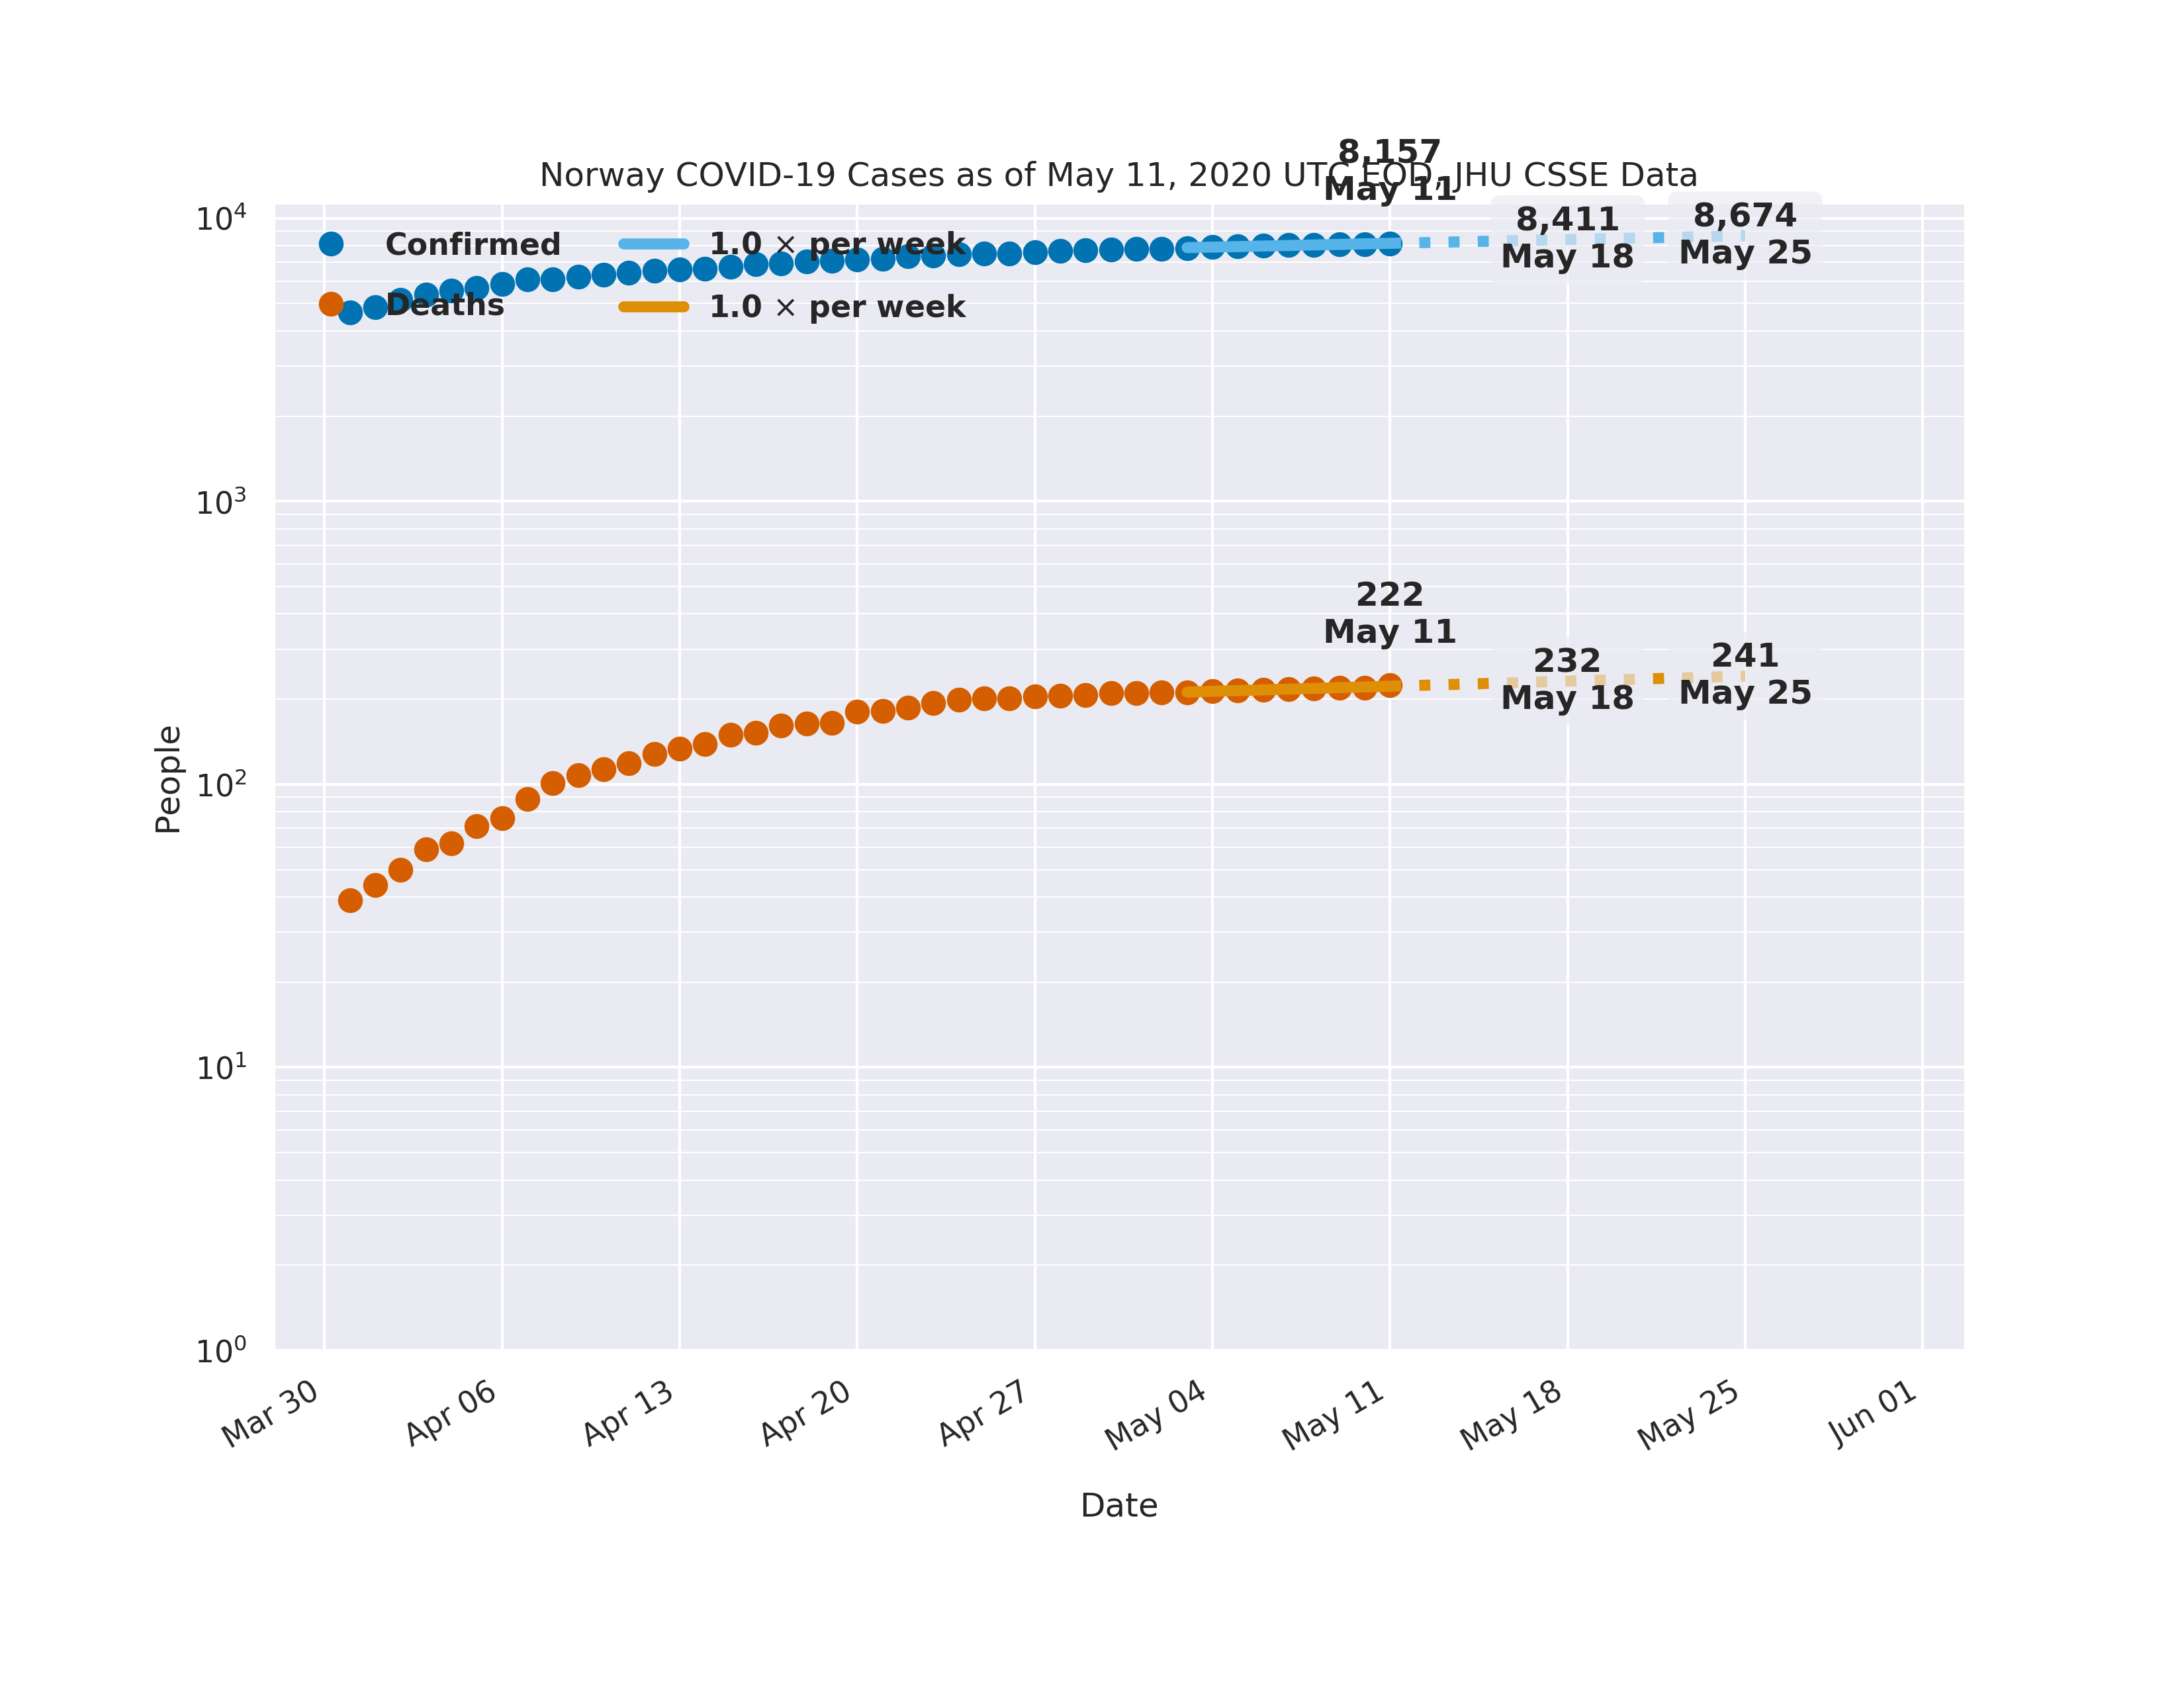 8,157
May 11
Norway COVID-19 Cases as of May 11, 2020 UTC EOD, JHU CSSE Data
8,411
May 18
8,674
May 25
Confirmed
Deaths
1.0 × per week
1.0 × per week
222
May 11
232
May 18
241
May 25
People
10⁴
10³
10²
10¹
10⁰
Mar 30
Apr 06
Apr 13
Apr 20
Apr 27
May 04
May 11
May 18
May 25
Jun 01
Date